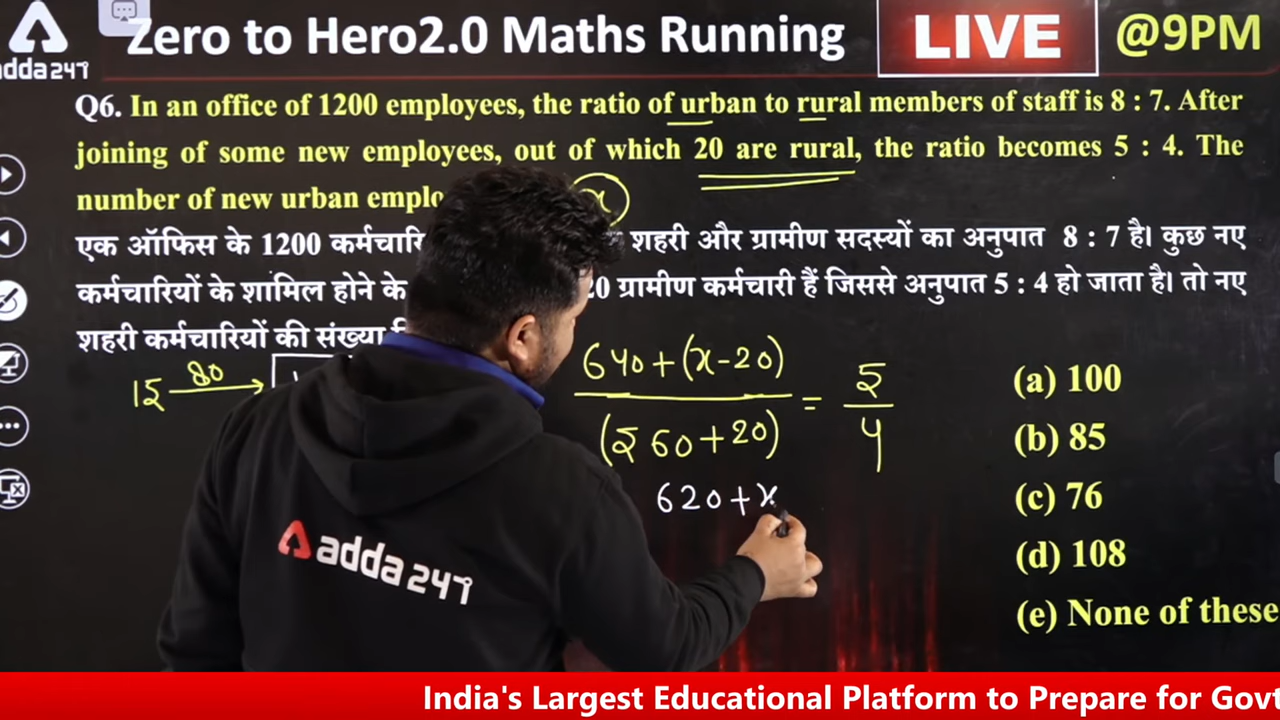 adda247
Zero to Hero2.0 Maths Running
LIVE
@9PM
Q6. In an office of 1200 employees, the ratio of urban to rural members of staff is 8 : 7. After
joining of some new employees, out of which 20 are rural, the ratio becomes 5 : 4. The
number of new urban emplo
x
एक ऑफिस के 1200 कर्मचारि शहरी और ग्रामीण सदस्यों का अनुपात 8 : 7 है। कुछ नए
कर्मचारियों के शामिल होने के 20 ग्रामीण कर्मचारी हैं जिससे अनुपात 5 : 4 हो जाता है। तो नए
शहरी कर्मचारियों की संख्या
15 80
640+(x-20)
(560+20)
= 5/4
620+x
(a) 100
(b) 85
(c) 76
(d) 108
(e) None of these
adda247
India's Largest Educational Platform to Prepare for Govt